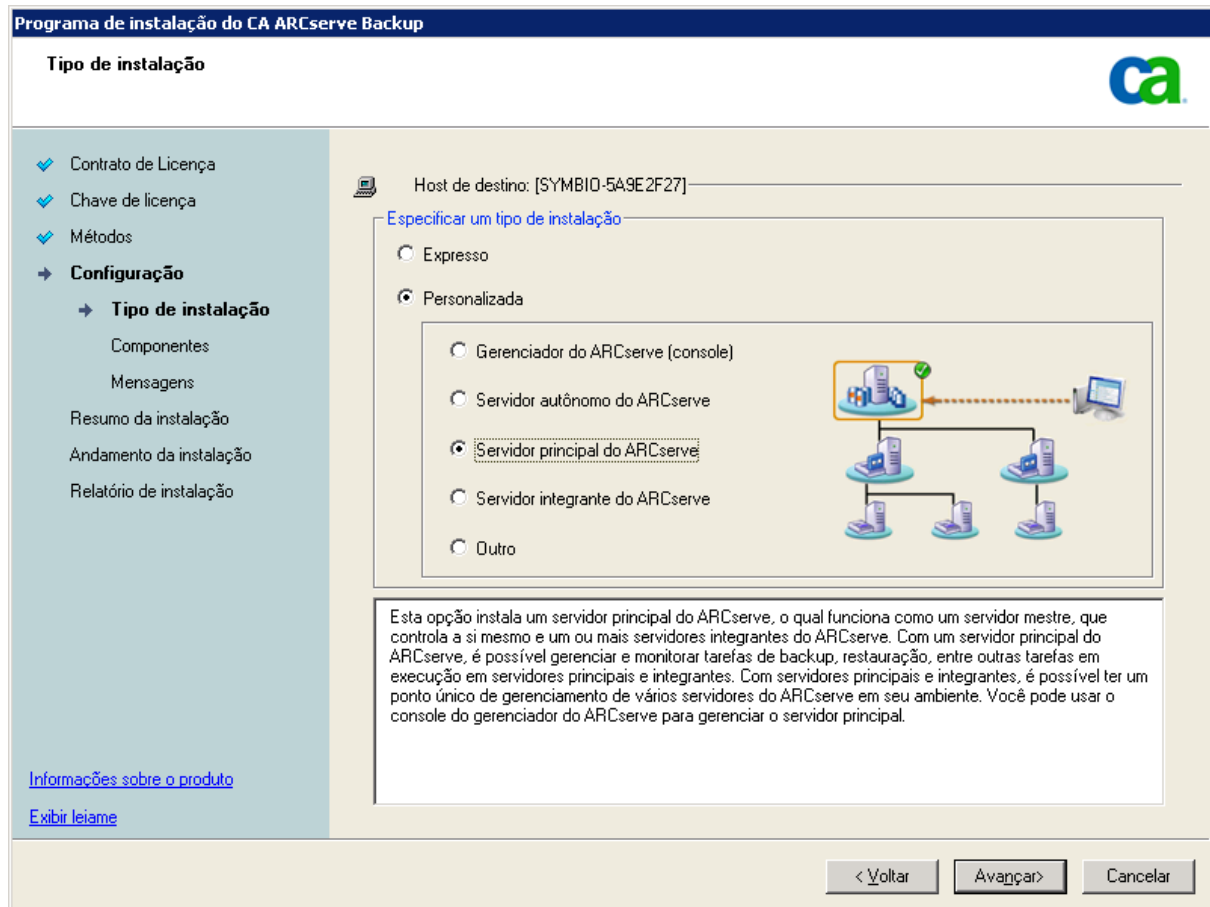 Programa de instalação do CA ARCserve Backup
Tipo de instalação
ca
Contrato de Licença
Chave de licença
Métodos
Configuração
Tipo de instalação
Componentes
Mensagens
Resumo da instalação
Andamento da instalação
Relatório de instalação
Informações sobre o produto
Exibir leiame
Host de destino: [SYMBIO-5A9E2F27]
Especificar um tipo de instalação
Expresso
Personalizada
Gerenciador do ARCserve (console)
Servidor autônomo do ARCserve
Servidor principal do ARCserve
Servidor integrante do ARCserve
Outro
Esta opção instala um servidor principal do ARCserve, o qual funciona como um servidor mestre, que
controla a si mesmo e um ou mais servidores integrantes do ARCserve. Com um servidor principal do
ARCserve, é possível gerenciar e monitorar tarefas de backup, restauração, entre outras tarefas em
execução em servidores principais e integrantes. Com servidores principais e integrantes, é possível ter um
ponto único de gerenciamento de vários servidores do ARCserve em seu ambiente. Você pode usar o
console do gerenciador do ARCserve para gerenciar o servidor principal.
< Voltar
Avançar>
Cancelar